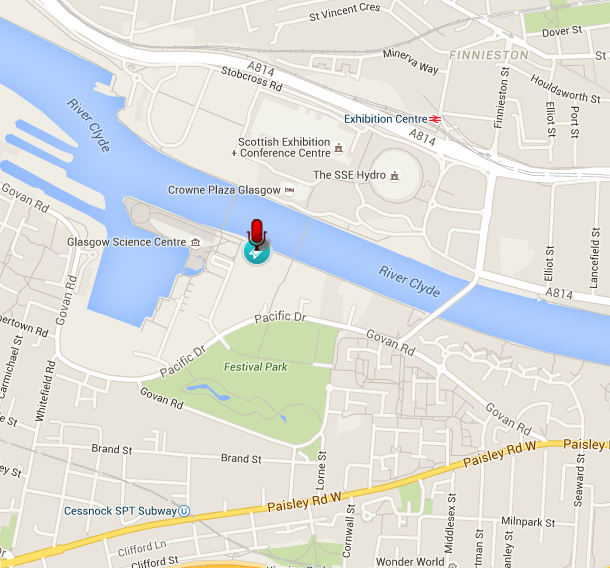 St Vincent Cres
Dover St
FINNIESTON
St
Minerva Way
A814
Stobcross Rd
Finnieston St
Houldsworth St
Elliot St
Port St
River Clyde
Exhibition Centre
A814
Scottish Exhibition
+ Conference Centre
The SSE Hydro
Crowne Plaza Glasgow
Govan Rd
Glasgow Science Centre
Elliot St
Lancefield St
River Clyde
A814
Govan Rd
Pacific Dr
Govan Rd
Pacific Dr
Festival Park
Carmichael St
Whitefield Rd
Govan Rd
Govan Rd
Brand St
Brand St
Lorne St
Paisley Rd W
Paisley
Seaward St
Paisley Rd W
Cessnock SPT Subway
Cornwall St
Middlesex St
Milnpark St
Clifford Ln
Clifford St
Wonder World